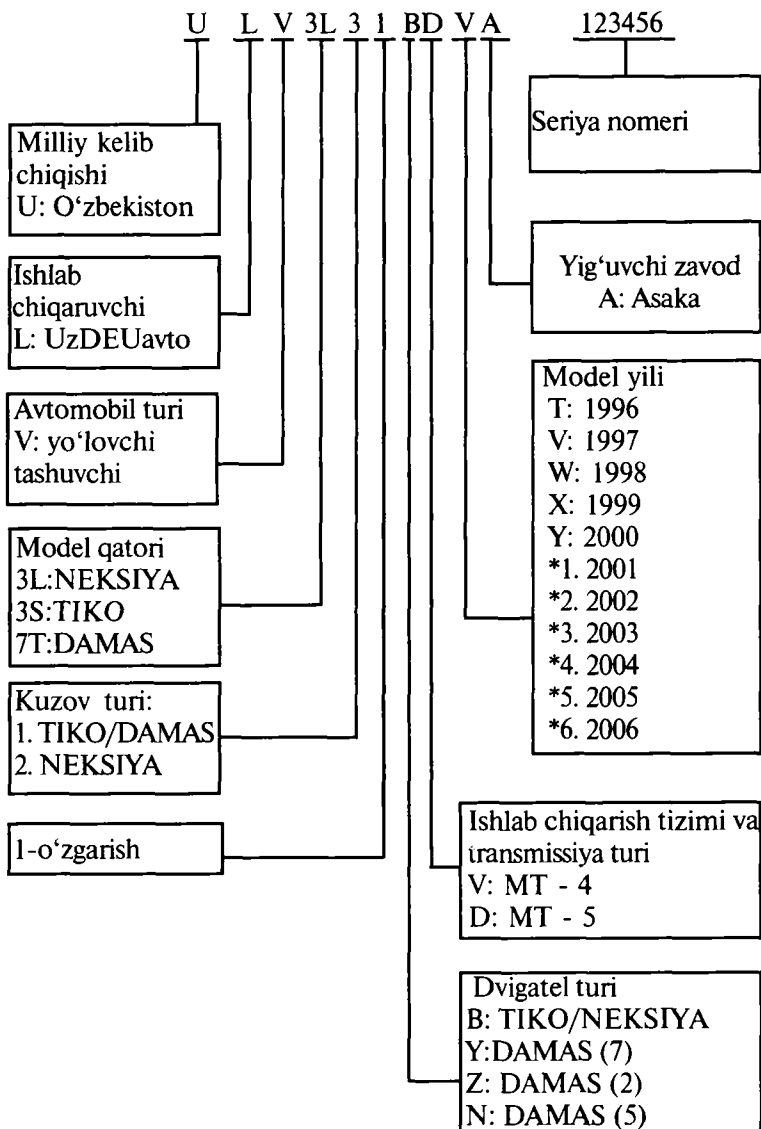 U L V 3L 3 1 BD V A 123456
Milliy kelib
chiqishi
U: O‘zbekiston
Ishlab
chiqaruvchi
L: UzDEUavto
Avtomobil turi
V: yo‘lovchi
tashuvchi
Model qatori
3L:NEKSIYA
3S:TIKO
7T:DAMAS
Kuzov turi:
1. TIKO/DAMAS
2. NEKSIYA
1-o‘zgarish
Seriya nomeri
Yig‘uvchi zavod
A: Asaka
Model yili
T: 1996
V: 1997
W: 1998
X: 1999
Y: 2000
*1. 2001
*2. 2002
*3. 2003
*4. 2004
*5. 2005
*6. 2006
Ishlab chiqarish tizimi va
transmissiya turi
V: MT - 4
D: MT - 5
Dvigatel turi
B: TIKO/NEKSIYA
Y:DAMAS (7)
Z: DAMAS (2)
N: DAMAS (5)